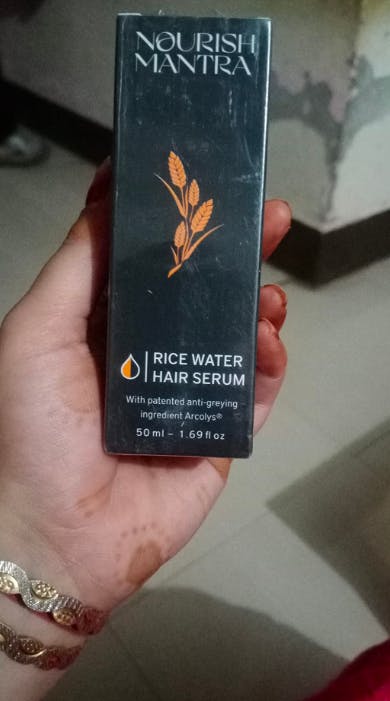 NOURISH
MANTRA
RICE WATER
HAIR SERUM
With patented anti-greying
ingredient Arcolys®
50 ml - 1.69 fl oz